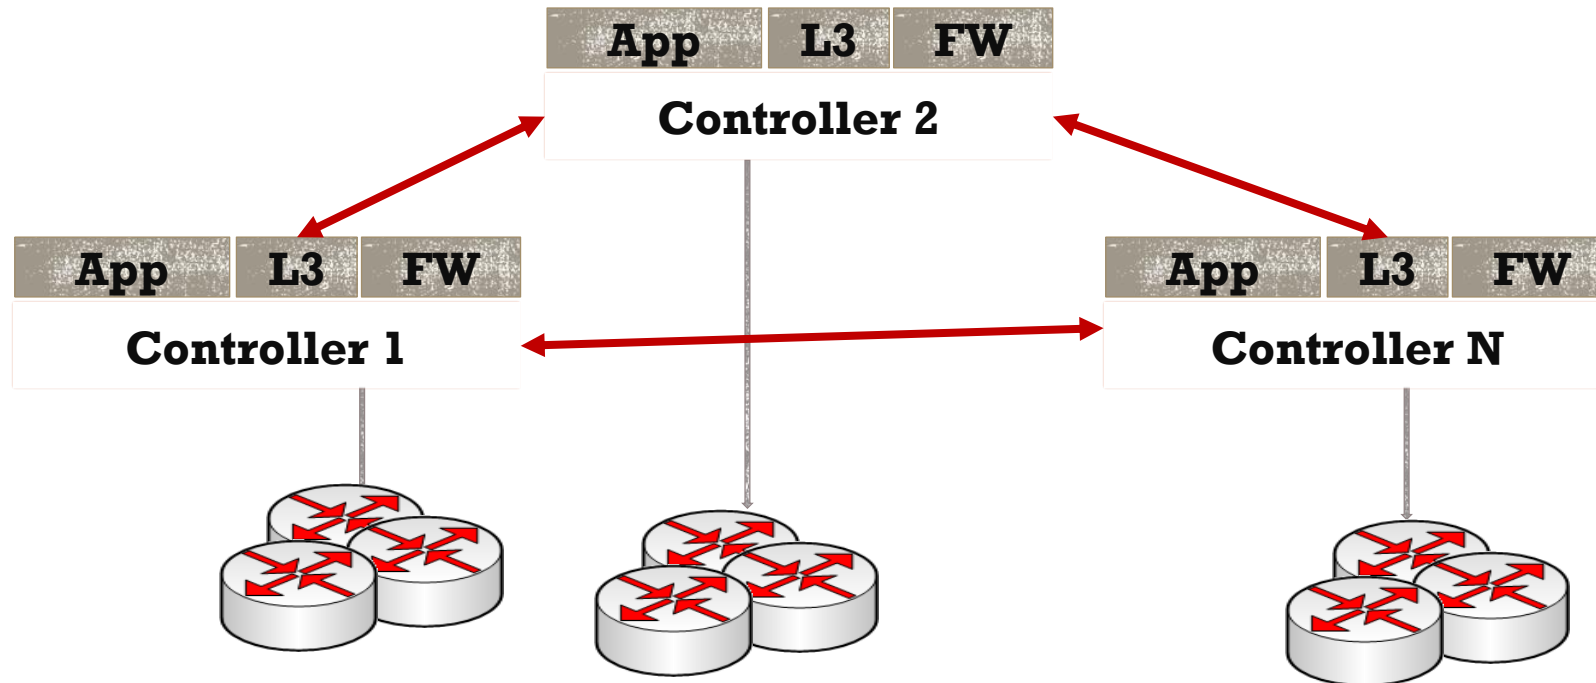 App L3 FW
Controller 2
App L3 FW
Controller 1
App L3 FW
Controller N